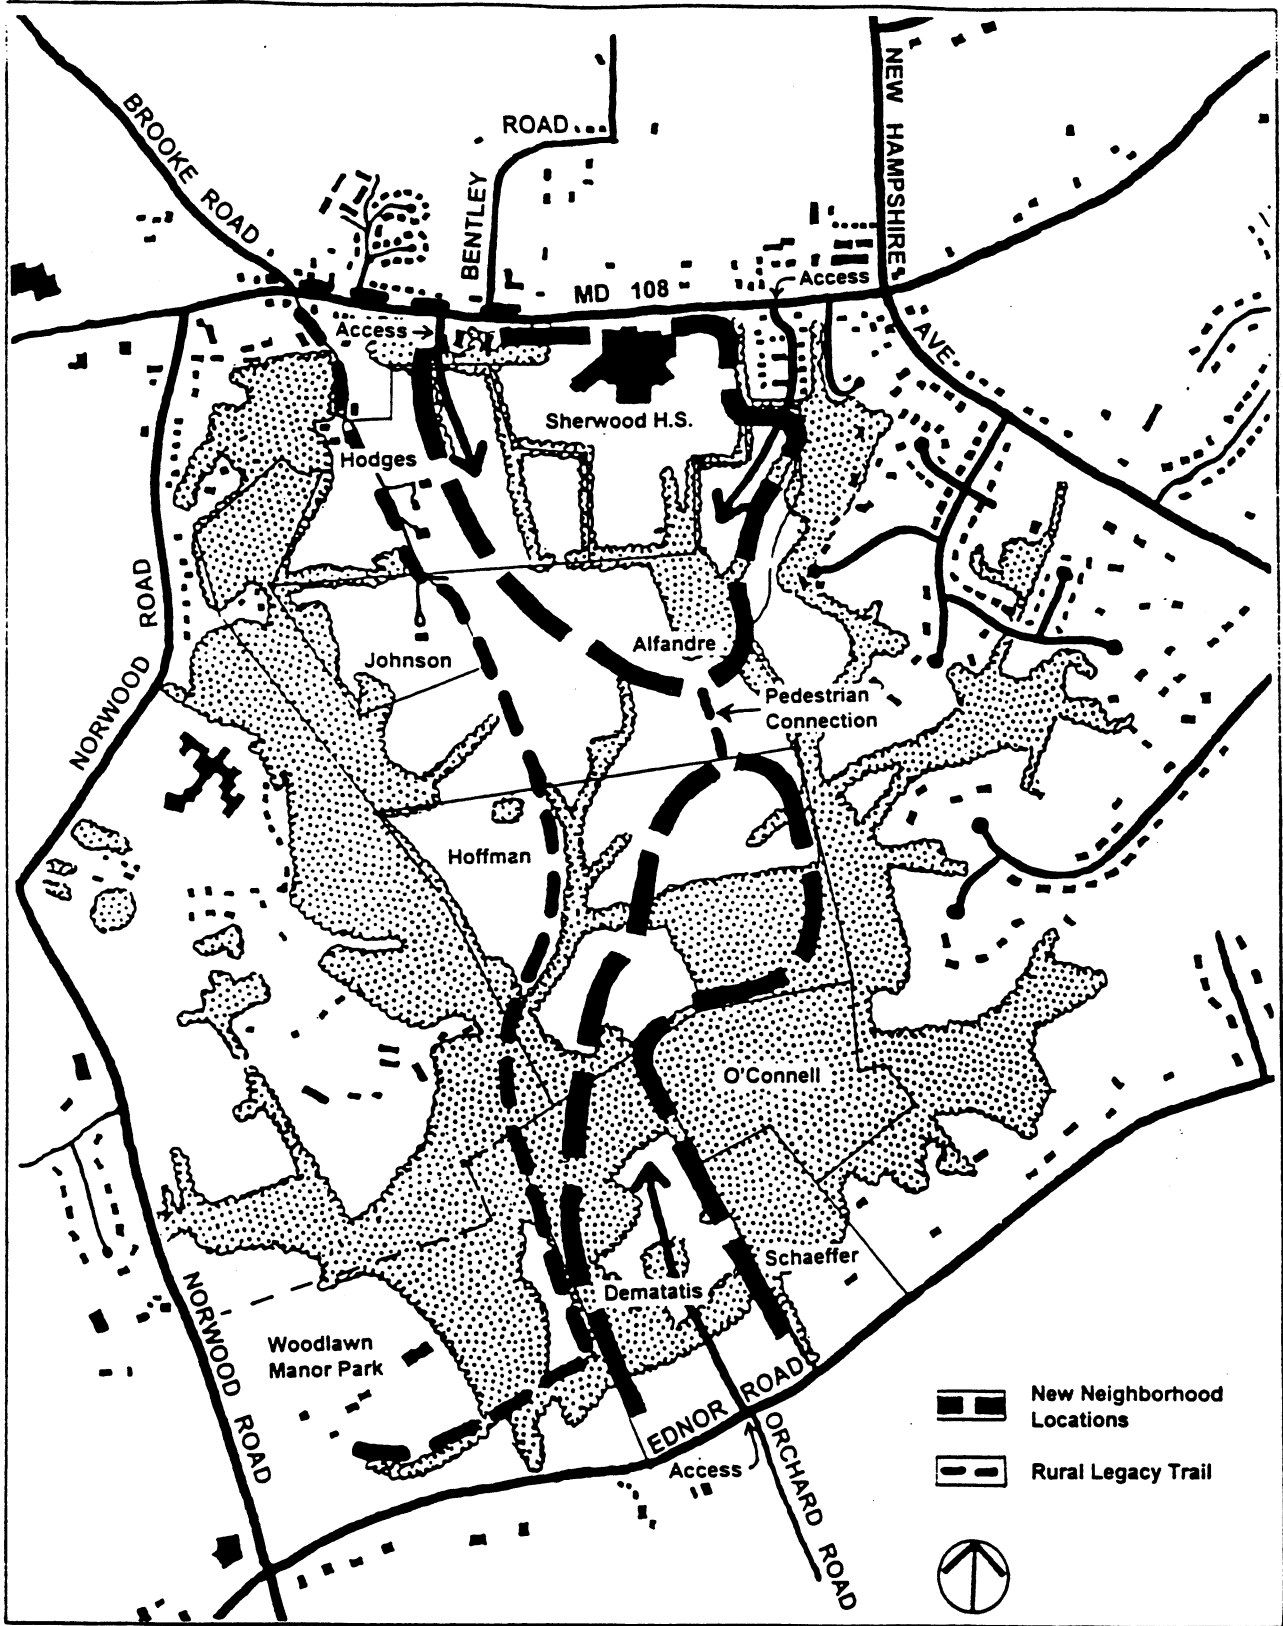 BROOKE ROAD
ROAD
BENTLEY
NEW HAMPSHIRE
AVE.
MD 108
Access
Access
Sherwood H.S.
Hodges
NORWOOD ROAD
Johnson
Alfandre
Pedestrian
Connection
Hoffman
O'Connell
Schaeffer
Dematatis
NORWOOD ROAD
Woodlawn
Manor Park
EDNOR ROAD
Access
ORCHARD ROAD
New Neighborhood
Locations
Rural Legacy Trail